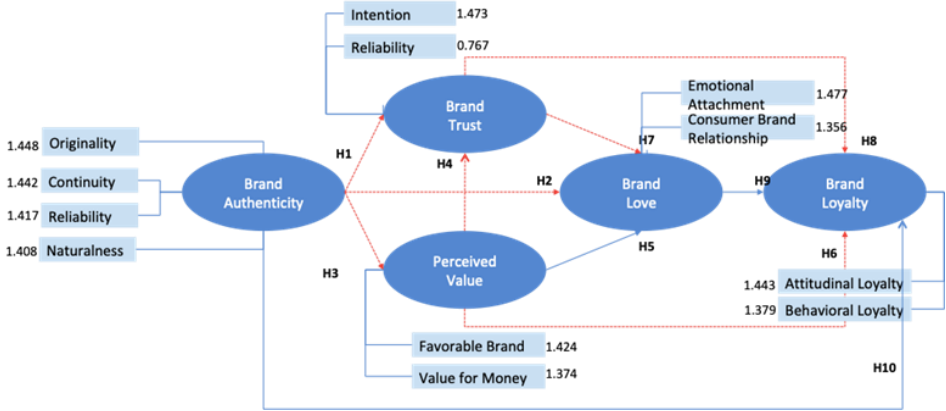 Intention 1.473
Reliability 0.767
Brand
Trust
Emotional
Attachment
1.477
Consumer Brand
Relationship
1.356
1.448 Originality
1.442 Continuity
1.417 Reliability
1.408 Naturalness
Brand
Authenticity
H1
H4
H7
H8
H2
Brand
Love
H9
Brand
Loyalty
H3
Perceived
Value
H5
H6
1.443 Attitudinal Loyalty
1.379 Behavioral Loyalty
Favorable Brand 1.424
Value for Money 1.374
H10